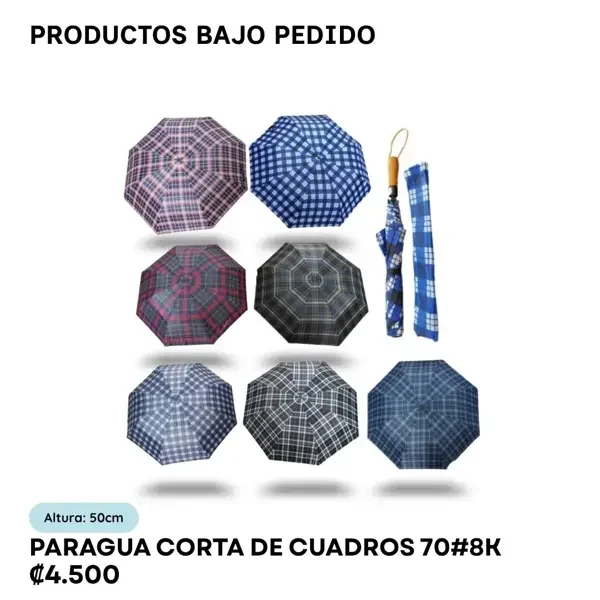 PRODUCTOS BAJO PEDIDO
Altura: 50cm
PARAGUA CORTA DE CUADROS 70#8K
₡4.500